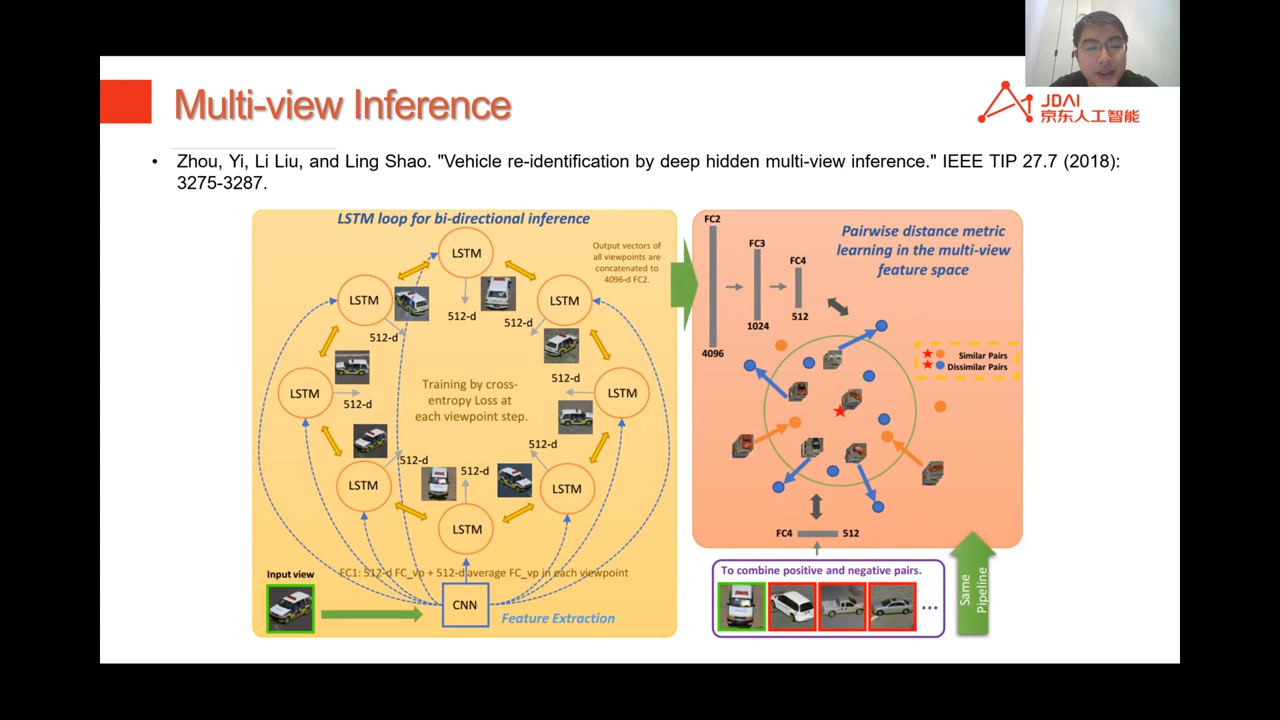 Multi-view Inference
JDAI
京东人工智能
• Zhou, Yi, Li Liu, and Ling Shao. "Vehicle re-identification by deep hidden multi-view inference." IEEE TIP 27.7 (2018):
3275-3287.
LSTM loop for bi-directional inference
Output vectors of
all viewpoints are
concatenated to
4096-d FC2.
LSTM
LSTM
LSTM
512-d
512-d
512-d
LSTM
LSTM
512-d
512-d
Training by cross-
entropy Loss at
each viewpoint step.
LSTM
LSTM
512-d
512-d
512-d
LSTM
FC1: 512-d FC_vp + 512-d average FC_vp in each viewpoint
Input view
CNN
Feature Extraction
FC2
FC3
FC4
4096
1024
512
Pairwise distance metric
learning in the multi-view
feature space
Similar Pairs
Dissimilar Pairs
FC4
512
To combine positive and negative pairs.
...
Same
Pipeline